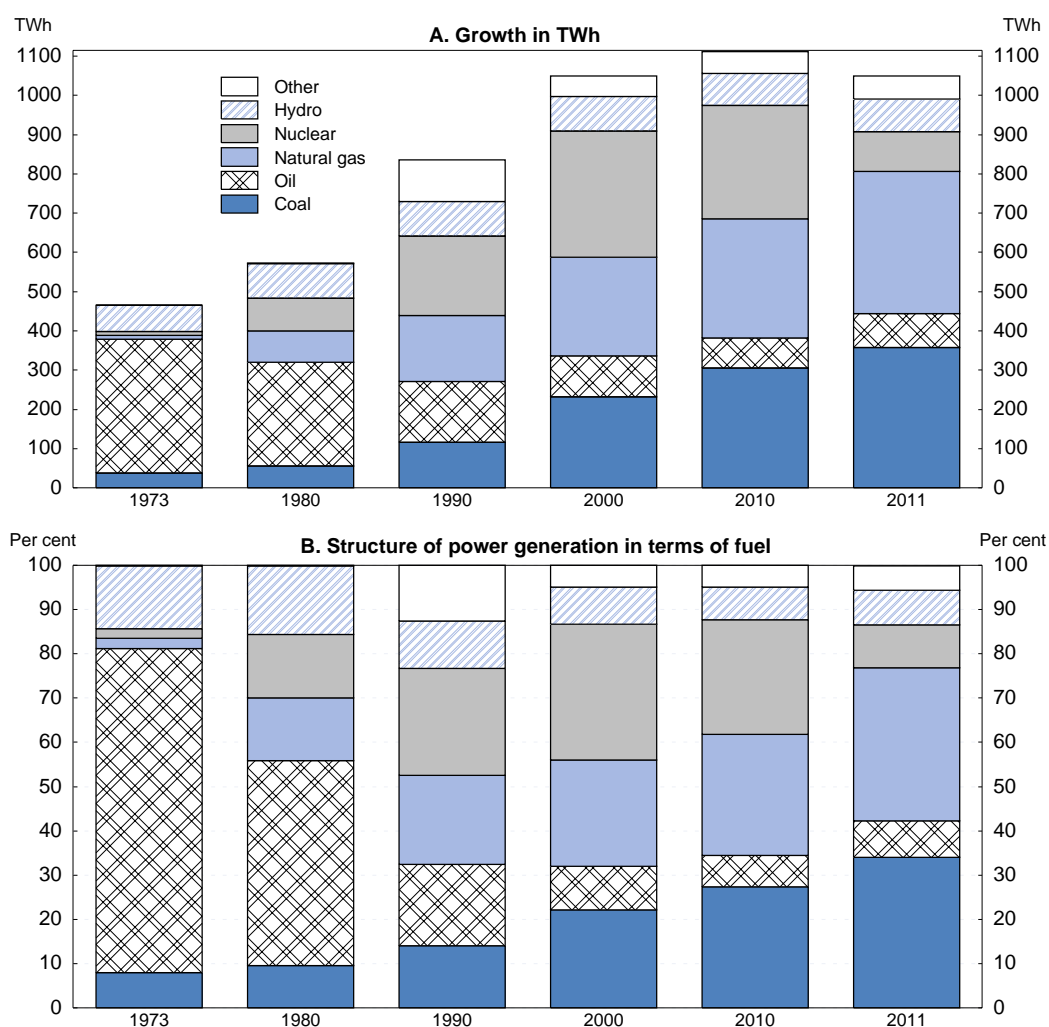 TWh TWh
A. Growth in TWh
1100 1100
1000 1000
900 900
800 800
700 700
600 600
500 500
400 400
300 300
200 200
100 100
0 0
Other
Hydro
Nuclear
Natural gas
Oil
Coal
1973 1980 1990 2000 2010 2011
Per cent Per cent
B. Structure of power generation in terms of fuel
100 100
90 90
80 80
70 70
60 60
50 50
40 40
30 30
20 20
10 10
0 0
1973 1980 1990 2000 2010 2011